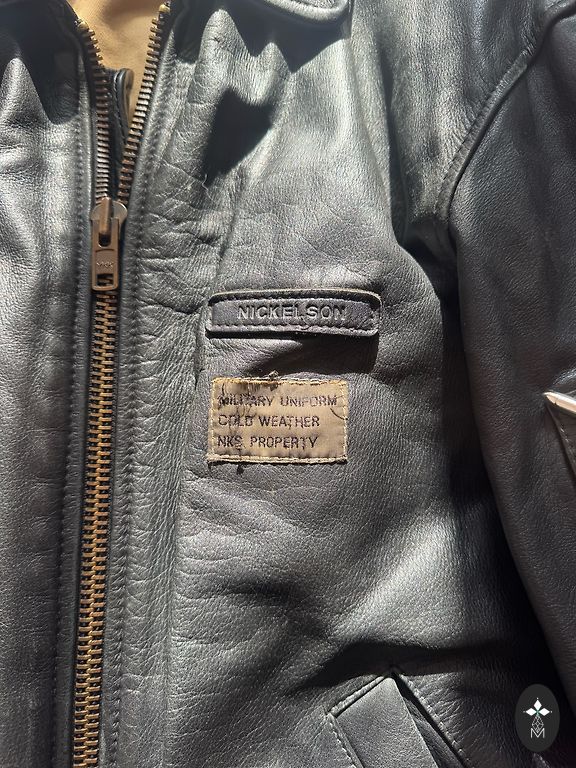 NICKELSON
MILITARY UNIFORM
COLD WEATHER
NKS PROPERTY